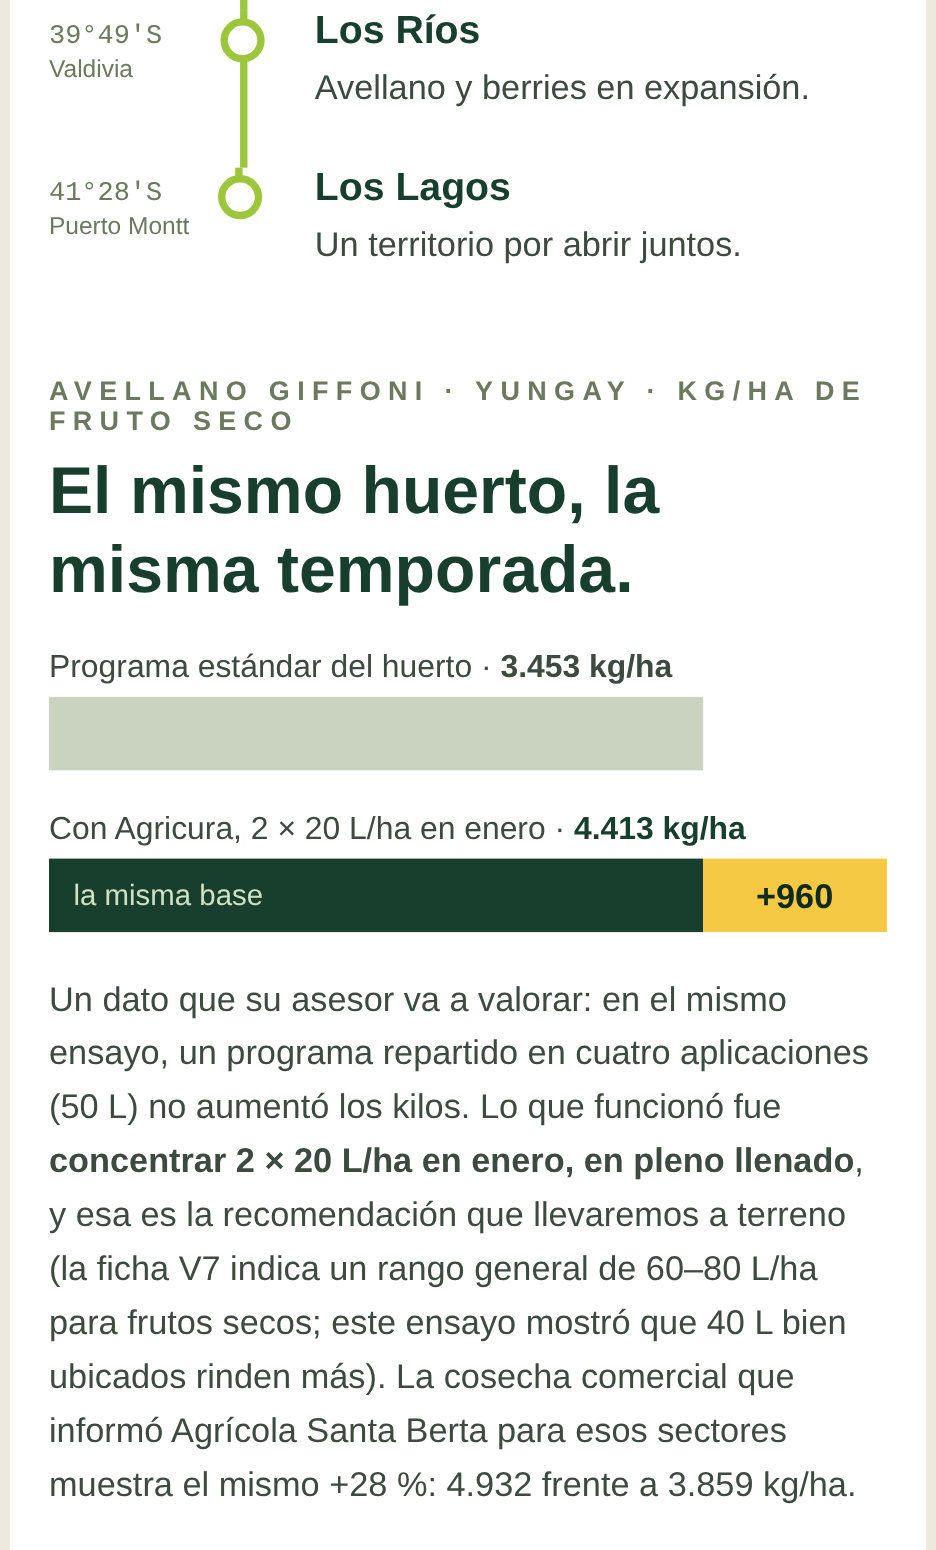 39°49'S
Valdivia
Los Ríos
Avellano y berries en expansión.
41°28'S
Puerto Montt
Los Lagos
Un territorio por abrir juntos.
AVELLANO GIFFONI · YUNGAY · KG/HA DE
FRUTO SECO
El mismo huerto, la
misma temporada.
Programa estándar del huerto · 3.453 kg/ha
Con Agricura, 2 × 20 L/ha en enero · 4.413 kg/ha
la misma base
+960
Un dato que su asesor va a valorar: en el mismo
ensayo, un programa repartido en cuatro aplicaciones
(50 L) no aumentó los kilos. Lo que funcionó fue
concentrar 2 × 20 L/ha en enero, en pleno llenado,
y esa es la recomendación que llevaremos a terreno
(la ficha V7 indica un rango general de 60–80 L/ha
para frutos secos; este ensayo mostró que 40 L bien
ubicados rinden más). La cosecha comercial que
informó Agrícola Santa Berta para esos sectores
muestra el mismo +28 %: 4.932 frente a 3.859 kg/ha.